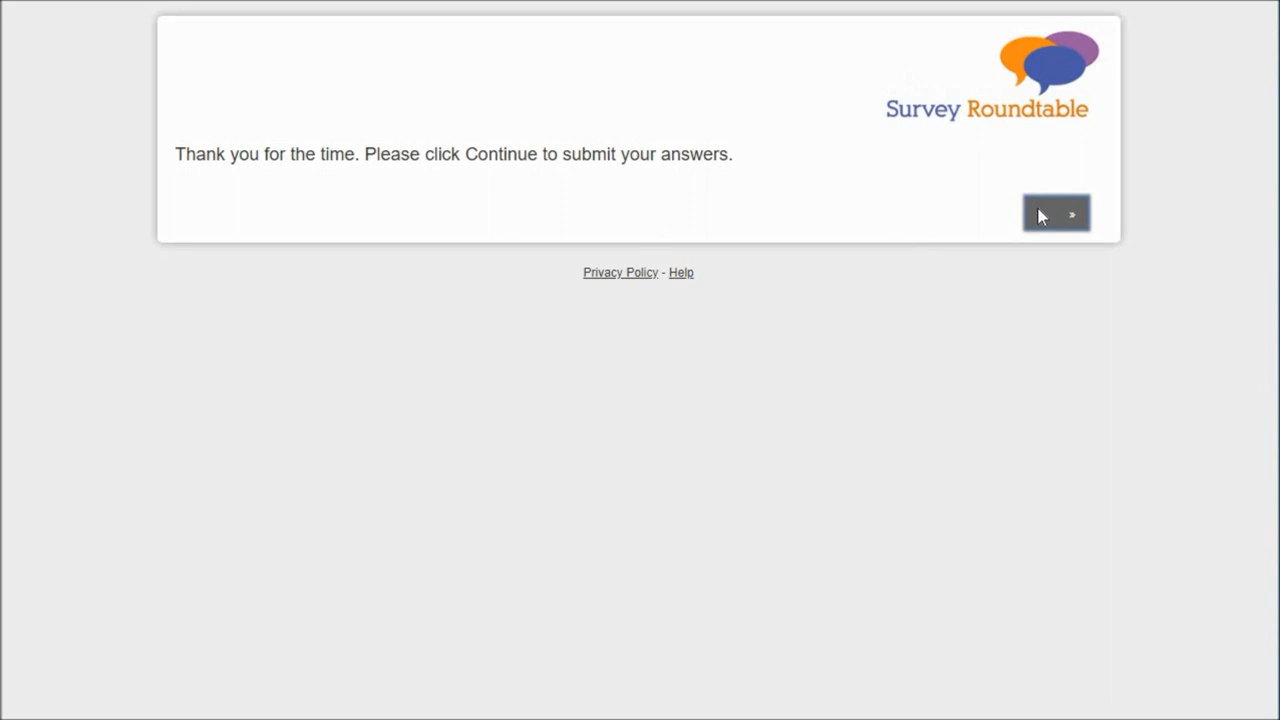 Survey Roundtable
Thank you for the time. Please click Continue to submit your answers.
»
Privacy Policy - Help